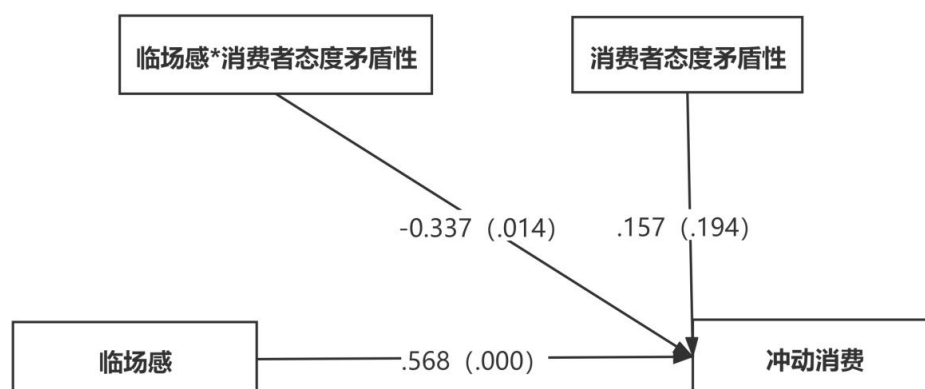 临场感*消费者态度矛盾性
消费者态度矛盾性
-0.337（.014）
.157（.194）
临场感
.568（.000）
冲动消费